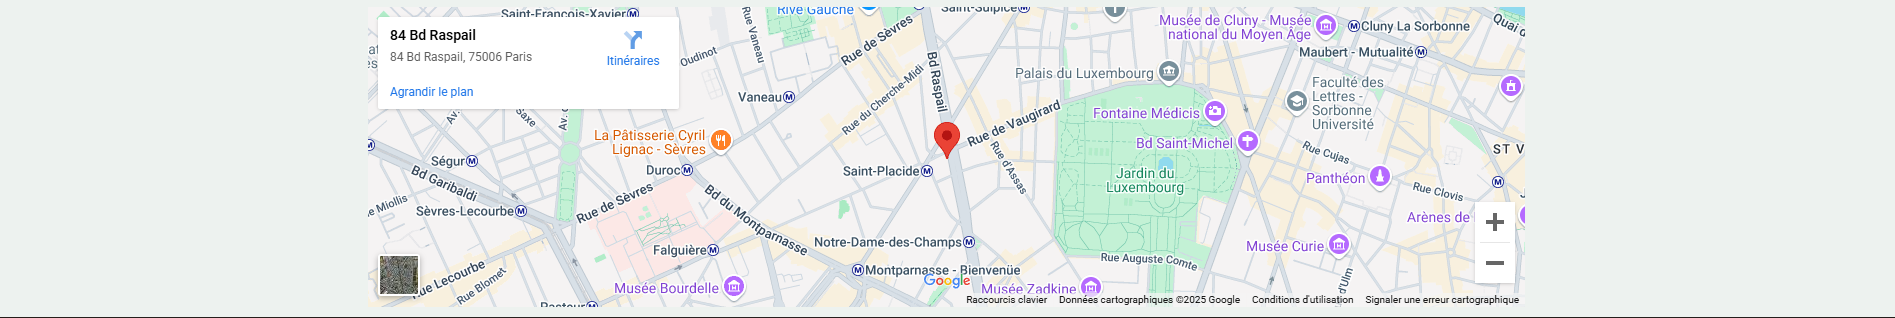 84 Bd Raspail
84 Bd Raspail, 75006 Paris
Itinéraires
Agrandir le plan
Saint-François-Xavier
Rive Gauche
Saint-Sulpice
Musée de Cluny - Musée
national du Moyen Âge
Cluny La Sorbonne
Maubert - Mutualité
Rue Vaneau
Rue de Sèvres
Bd Raspail
Oudinot
Palais du Luxembourg
Faculté des
Lettres -
Sorbonne
Université
Vaneau
Rue du Cherche-Midi
Rue de Vaugirard
Fontaine Médicis
Saxe
Av.
La Pâtisserie Cyril
Lignac - Sèvres
Bd Saint-Michel
Rue Cujas
ST V
Ségur
Duroc
Saint-Placide
Rue d'Assas
Jardin du
Luxembourg
Panthéon
Bd Garibaldi
Rue de Sèvres
Bd du Montparnasse
Rue Clovis
Miollis
Sèvres-Lecourbe
Arènes de
Falguière
Notre-Dame-des-Champs
Musée Curie
Rue Auguste Comte
Rue Lecourbe
Rue Blomet
Montparnasse - Bienvenüe
Google
Musée Bourdelle
Musée Zadkine
d'Ulm
Pasteur
Raccourcis clavier
Données cartographiques ©2025 Google
Conditions d'utilisation
Signaler une erreur cartographique